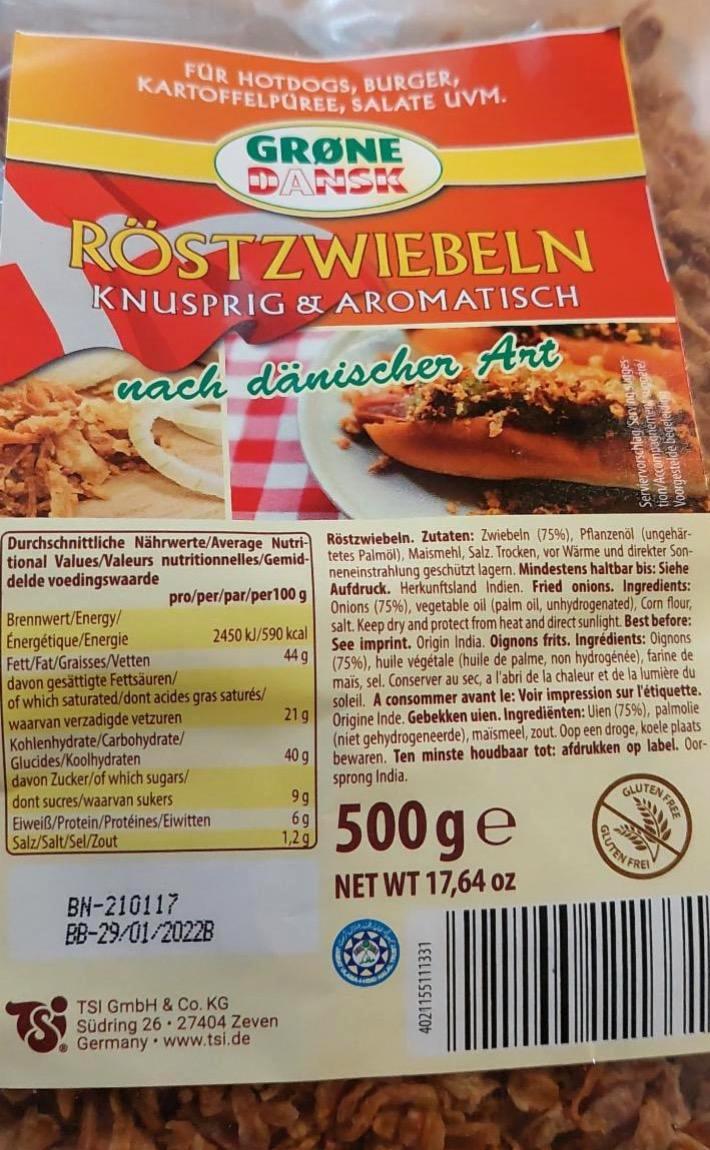 FÜR HOTDOGS, BURGER,
KARTOFFELPÜREE, SALATE UVM.
GRØNE
DANSK
RÖSTZWIEBELN
KNUSPRIG & AROMATISCH
nach dänischer Art
Serviervorschlag/Serving sugges-
tion/Accompagnement suggéré/
Voorgestelde begeleiding
Durchschnittliche Nährwerte/Average Nutri-
tional Values/Valeurs nutritionnelles/Gemid-
delde voedingswaarde
pro/per/par/per100 g
Brennwert/Energy/
Énergétique/Energie 2450 kJ/590 kcal
Fett/Fat/Graisses/Vetten 44 g
davon gesättigte Fettsäuren/
of which saturated/dont acides gras saturés/
waarvan verzadigde vetzuren 21 g
Kohlenhydrate/Carbohydrate/
Glucides/Koolhydraten 40 g
davon Zucker/of which sugars/
dont sucres/waarvan sukers 9 g
Eiweiß/Protein/Protéines/Eiwitten 6 g
Salz/Salt/Sel/Zout 1,2 g
Röstzwiebeln. Zutaten: Zwiebeln (75%), Pflanzenöl (ungehär-
tetes Palmöl), Maismehl, Salz. Trocken, vor Wärme und direkter Son-
neneinstrahlung geschützt lagern. Mindestens haltbar bis: Siehe
Aufdruck. Herkunftsland Indien. Fried onions. Ingredients:
Onions (75%), vegetable oil (palm oil, unhydrogenated), Corn flour,
salt. Keep dry and protect from heat and direct sunlight. Best before:
See imprint. Origin India. Oignons frits. Ingrédients: Oignons
(75%), huile végétale (huile de palme, non hydrogénée), farine de
maïs, sel. Conserver au sec, a l'abri de la chaleur et de la lumière du
soleil. A consommer avant le: Voir impression sur l'étiquette.
Origine Inde. Gebekken uien. Ingrediënten: Uien (75%), palmolie
(niet gehydrogeneerde), maïsmeel, zout. Oop een droge, koele plaats
bewaren. Ten minste houdbaar tot: afdrukken op label. Oor-
sprong India.
500 g e
NET WT 17,64 oz
GLUTEN FREE
GLUTEN FREI
BN-210117
BB-29/01/2022B
TSI
TSI GmbH & Co. KG
Südring 26 • 27404 Zeven
Germany • www.tsi.de
4021155111331